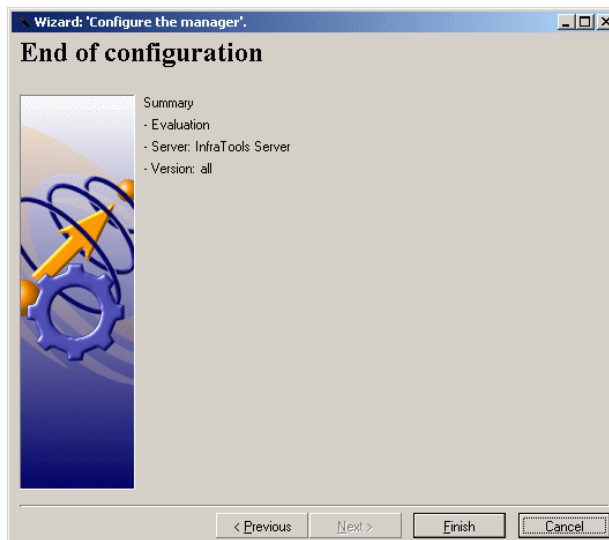 Wizard: 'Configure the manager'.
End of configuration
Summary
- Evaluation
- Server: InfraTools Server
- Version: all
< Previous
Next >
Finish
Cancel